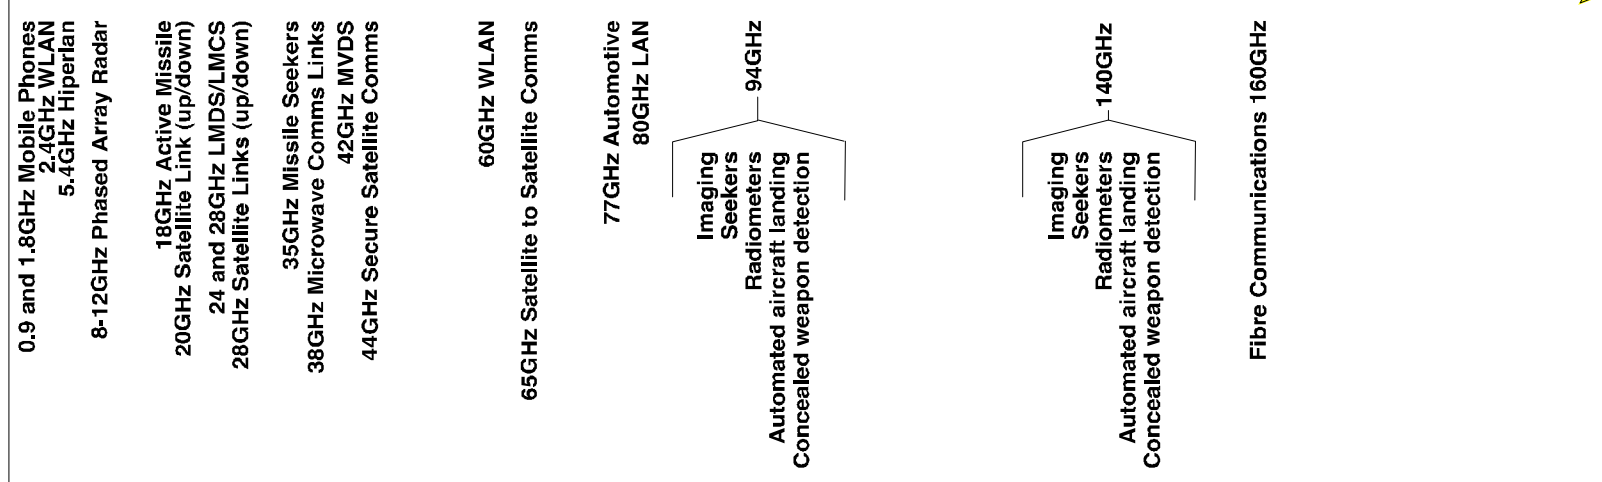 0.9 and 1.8GHz Mobile Phones
2.4GHz WLAN
5.4GHz Hiperlan
8-12GHz Phased Array Radar
18GHz Active Missile
20GHz Satellite Link (up/down)
24 and 28GHz LMDS/LMCS
28GHz Satellite Links (up/down)
35GHz Missile Seekers
38GHz Microwave Comms Links
42GHz MVDS
44GHz Secure Satellite Comms
60GHz WLAN
65GHz Satellite to Satellite Comms
77GHz Automotive
80GHz LAN
94GHz
Imaging
Seekers
Radiometers
Automated aircraft landing
Concealed weapon detection
140GHz
Imaging
Seekers
Radiometers
Automated aircraft landing
Concealed weapon detection
Fibre Communications 160GHz